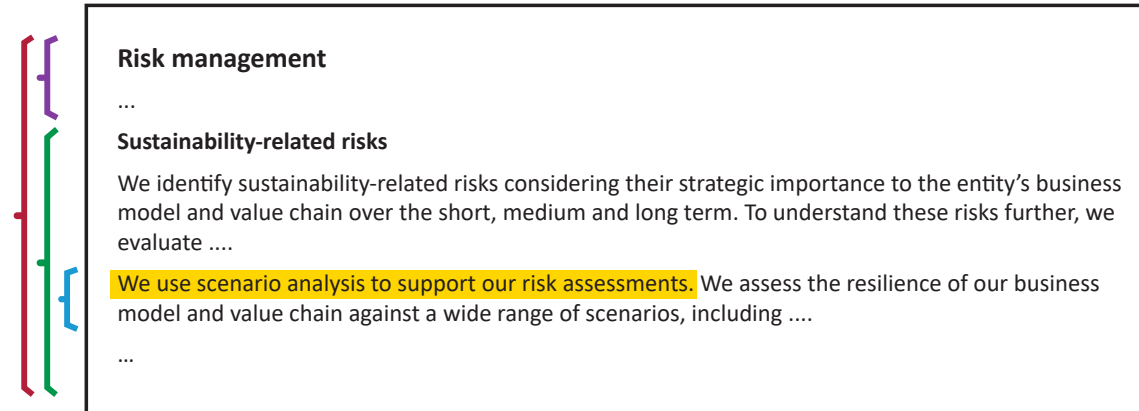 Risk management
...
Sustainability-related risks
We identify sustainability-related risks considering their strategic importance to the entity’s business
model and value chain over the short, medium and long term. To understand these risks further, we
evaluate ....
We use scenario analysis to support our risk assessments. We assess the resilience of our business
model and value chain against a wide range of scenarios, including ....
...